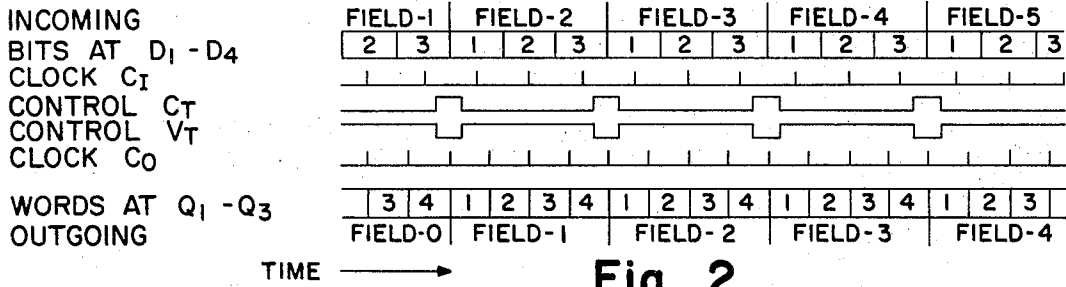 INCOMING FIELD-1 FIELD-2 FIELD-3 FIELD-4 FIELD-5
BITS AT D1 - D4 2 3 1 2 3 1 2 3 1 2 3 1 2 3
CLOCK CI
CONTROL CT
CONTROL VT
CLOCK CO
WORDS AT Q1 - Q3 3 4 1 2 3 4 1 2 3 4 1 2 3 4 1 2 3
OUTGOING FIELD-0 FIELD-1 FIELD-2 FIELD-3 FIELD-4
TIME
Fig. 2